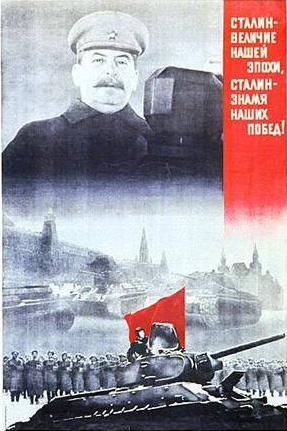 СТАЛИН-
ВЕЛИЧИЕ
НАШЕЙ
ЭПОХИ,
СТАЛИН-
ЗНАМЯ
НАШИХ
ПОБЕД!